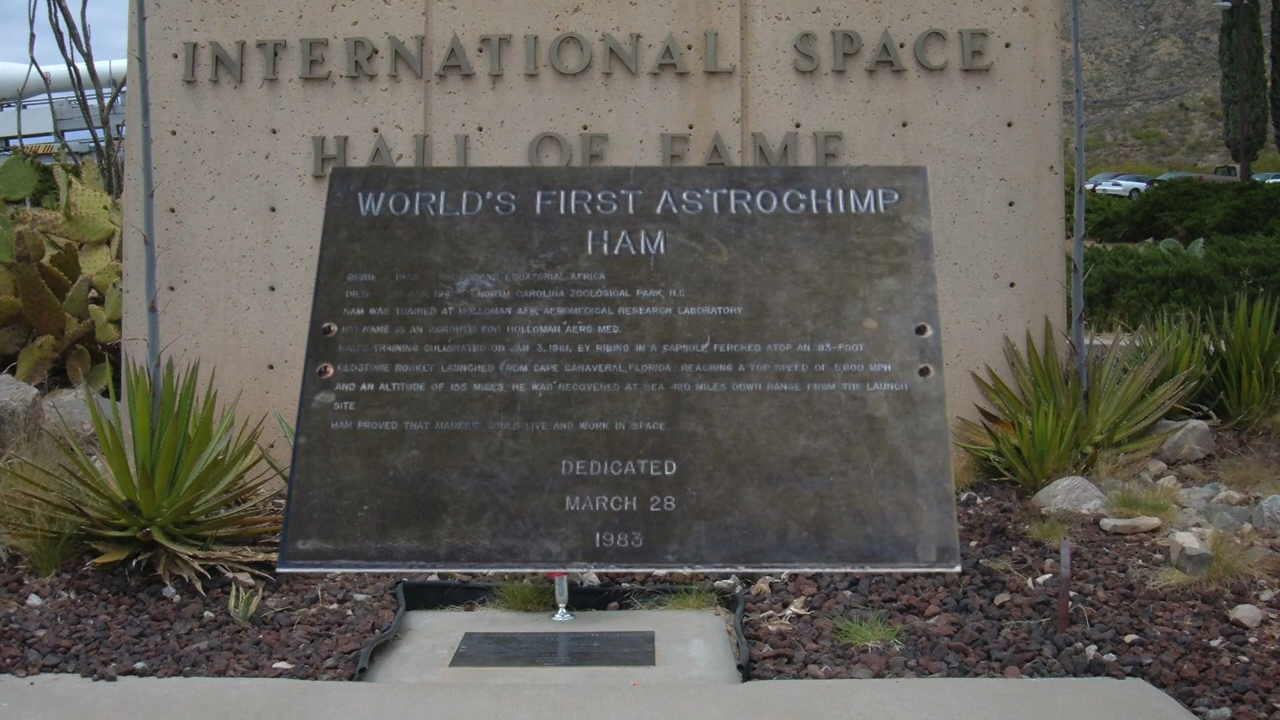 INTERNATIONAL SPACE
HALL OF FAME
WORLD'S FIRST ASTROCHIMP
HAM
EQUATORIAL AFRICA
NORTH CAROLINA ZOOLOGICAL PARK, N.C.
HAM WAS TRAINED AT HOLLOMAN AFB, AEROMEDICAL RESEARCH LABORATORY
NAME IS AN ACRONYM FOR HOLLOMAN AERO MED.
TRAINING CULMINATED ON JAN. 3,1961, BY RIDING IN A CAPSULE PERCHED ATOP AN 83-FOOT
REDSTONE ROCKET LAUNCHED FROM CAPE CANAVERAL,FLORIDA. REACHING A TOP SPEED OF 5,800 MPH
AND AN ALTITUDE OF 155 MILES, HE WAS RECOVERED AT SEA 420 MILES DOWN RANGE FROM THE LAUNCH
SITE.
HAM PROVED THAT MANKIND COULD LIVE AND WORK IN SPACE.
DEDICATED
MARCH 28
1983